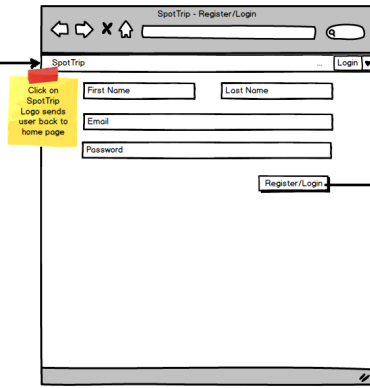 SpotTrip - Register/Login
SpotTrip
... Login
Click on
SpotTrip
Logo sends
user back to
home page
First Name
Last Name
Email
Password
Register/Login